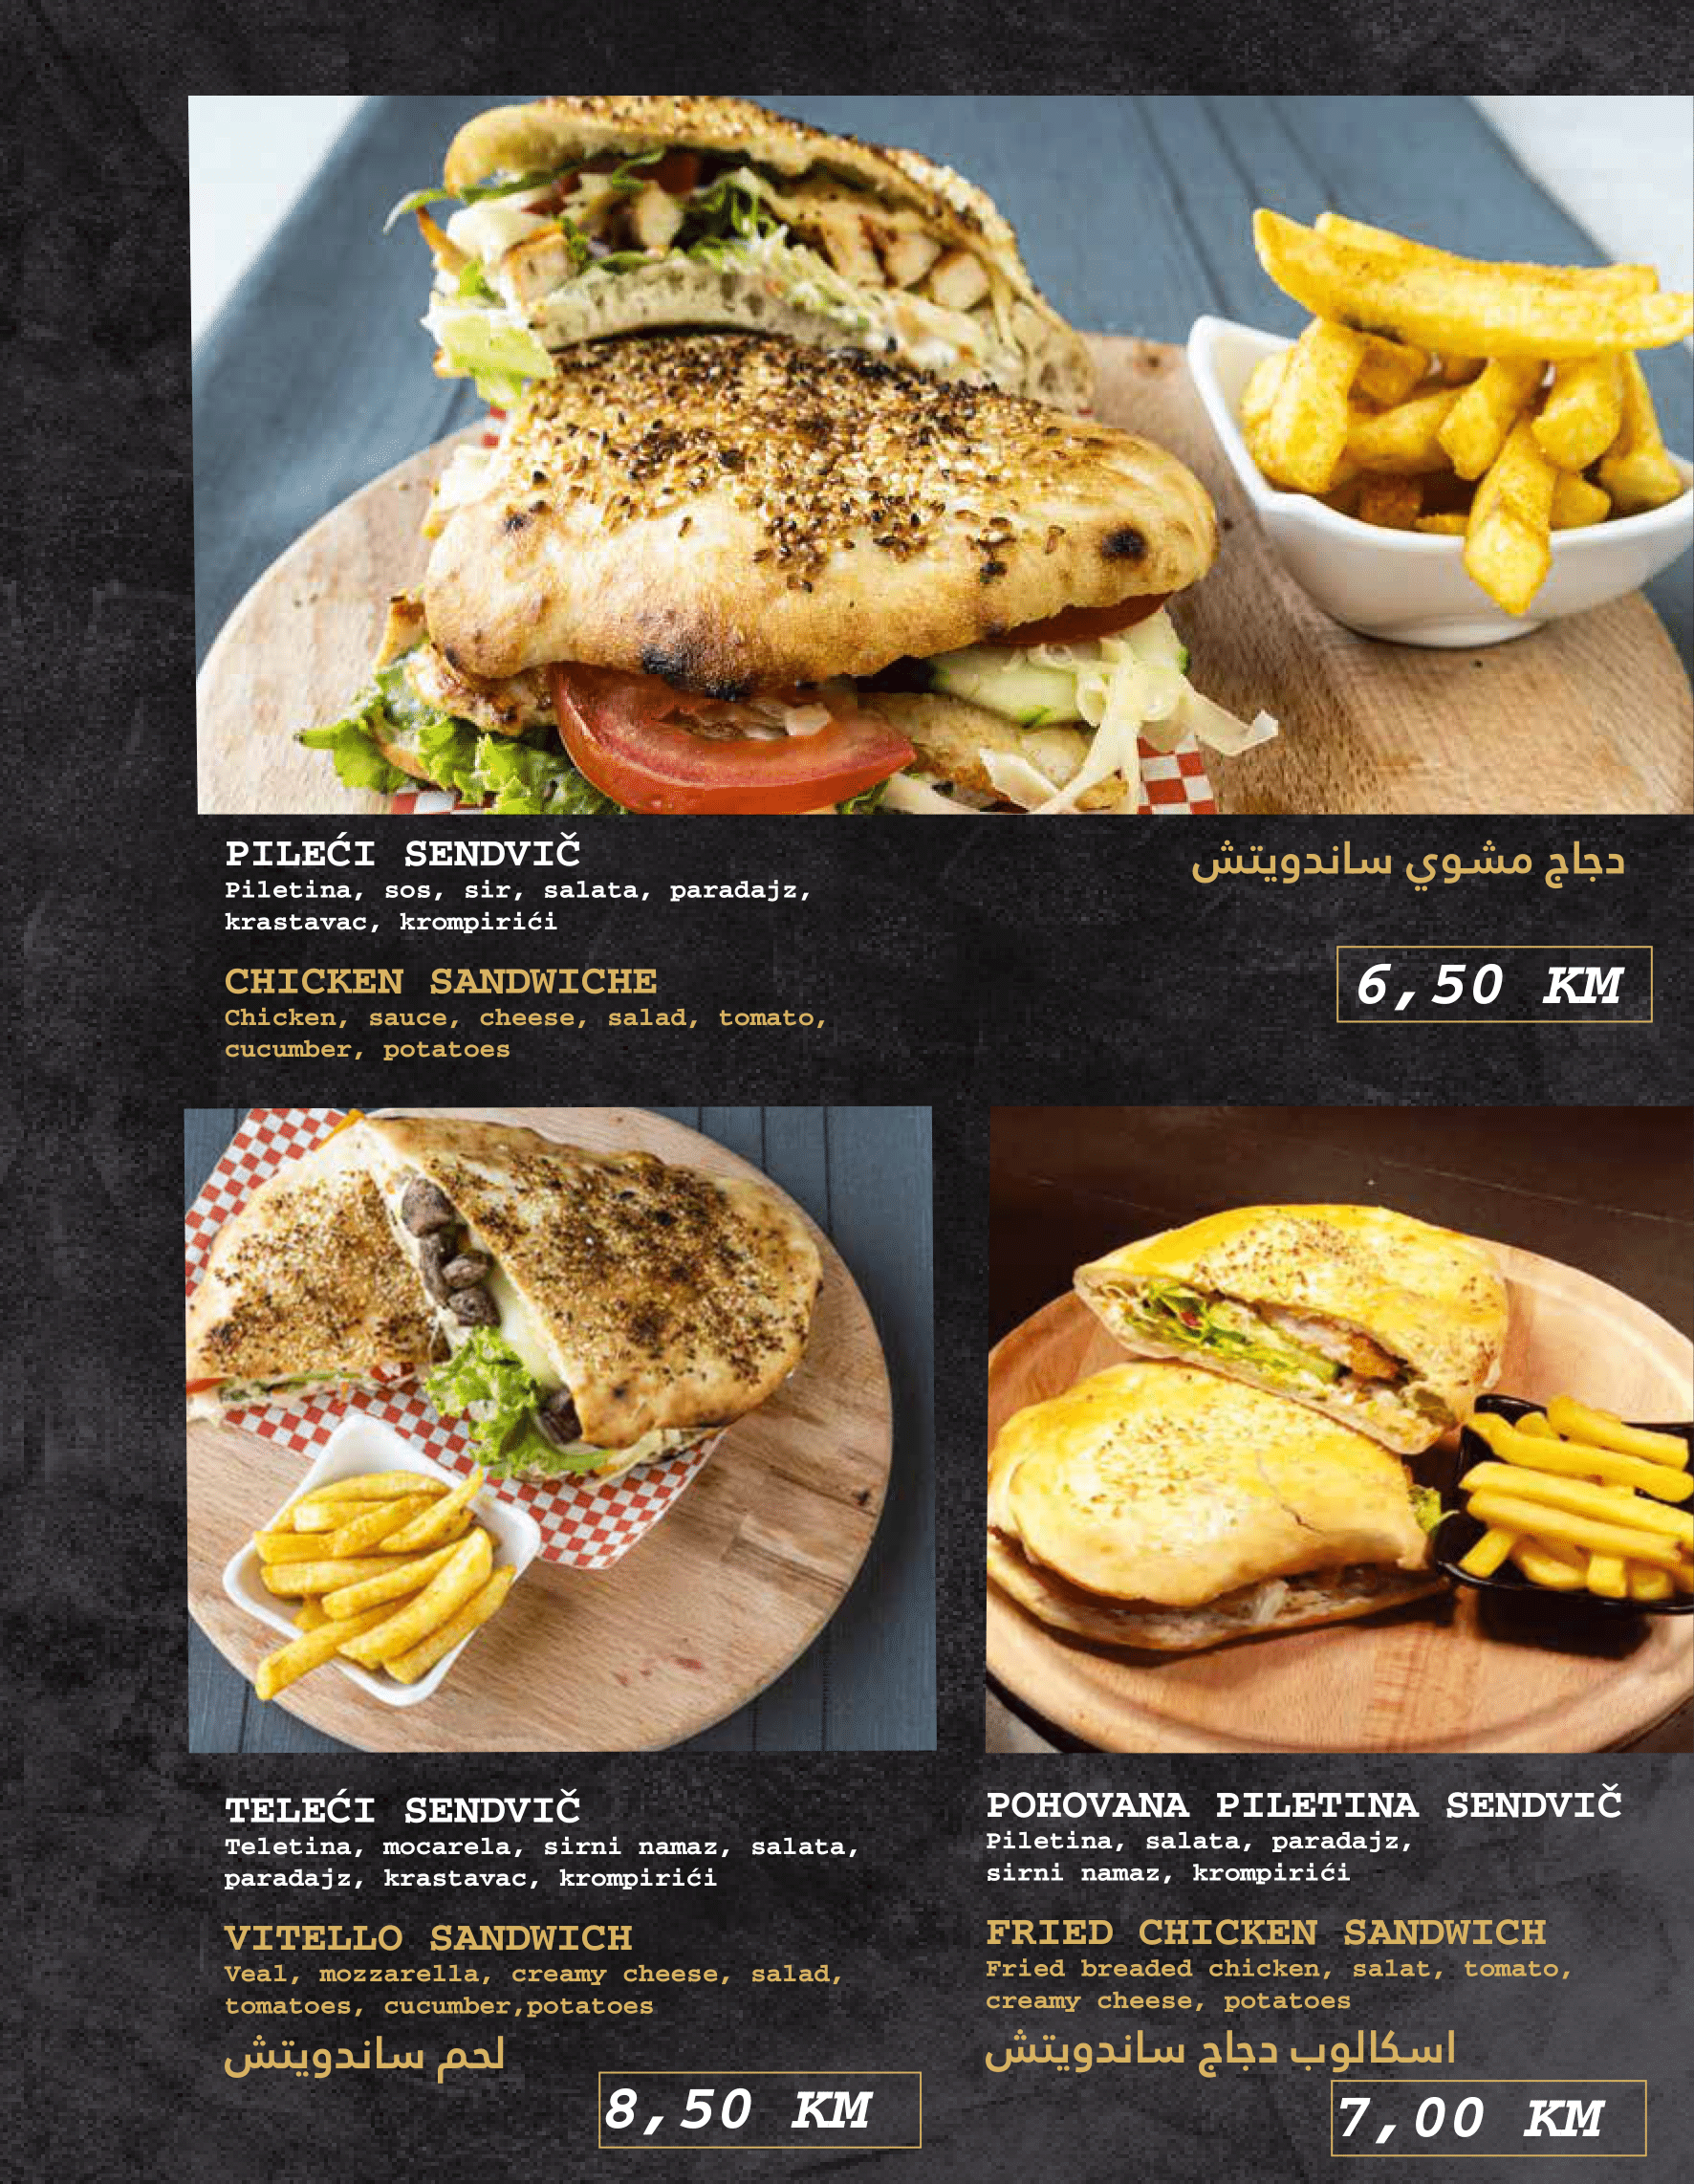 PILEĆI SENDVIČ
Piletina, sos, sir, salata, paradajz,
krastavac, krompirići
CHICKEN SANDWICHE
Chicken, sauce, cheese, salad, tomato,
cucumber, potatoes
دجاج مشوي ساندويتش
6,50 KM
TELEĆI SENDVIČ
Teletina, mocarela, sirni namaz, salata,
paradajz, krastavac, krompirići
VITELLO SANDWICH
Veal, mozzarella, creamy cheese, salad,
tomatoes, cucumber,potatoes
لحم ساندويتش
8,50 KM
POHOVANA PILETINA SENDVIČ
Piletina, salata, paradajz,
sirni namaz, krompirići
FRIED CHICKEN SANDWICH
Fried breaded chicken, salat, tomato,
creamy cheese, potatoes
اسكالوب دجاج ساندويتش
7,00 KM